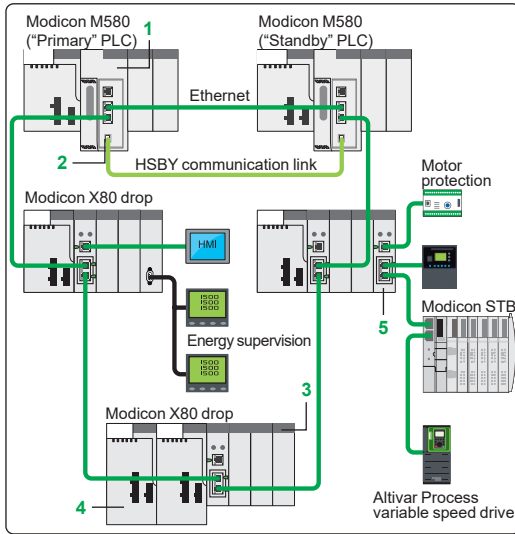 Modicon M580
("Primary" PLC)
1
Modicon M580
("Standby" PLC)
Ethernet
2
HSBY communication link
Modicon X80 drop
HMI
Motor
protection
1500
1500
1500
Energy supervision
1500
1500
1500
5
Modicon STB
3
Modicon X80 drop
4
Altivar Process
variable speed drive